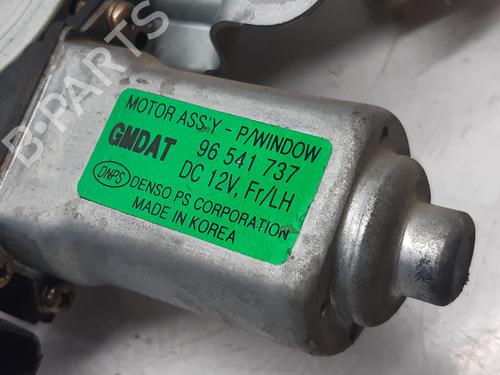 MOTOR ASS'Y - P/WINDOW
GMDAT 96 541 737
DC 12V, Fr/LH
DNPS DENSO PS CORPORATION
MADE IN KOREA
B-PARTS